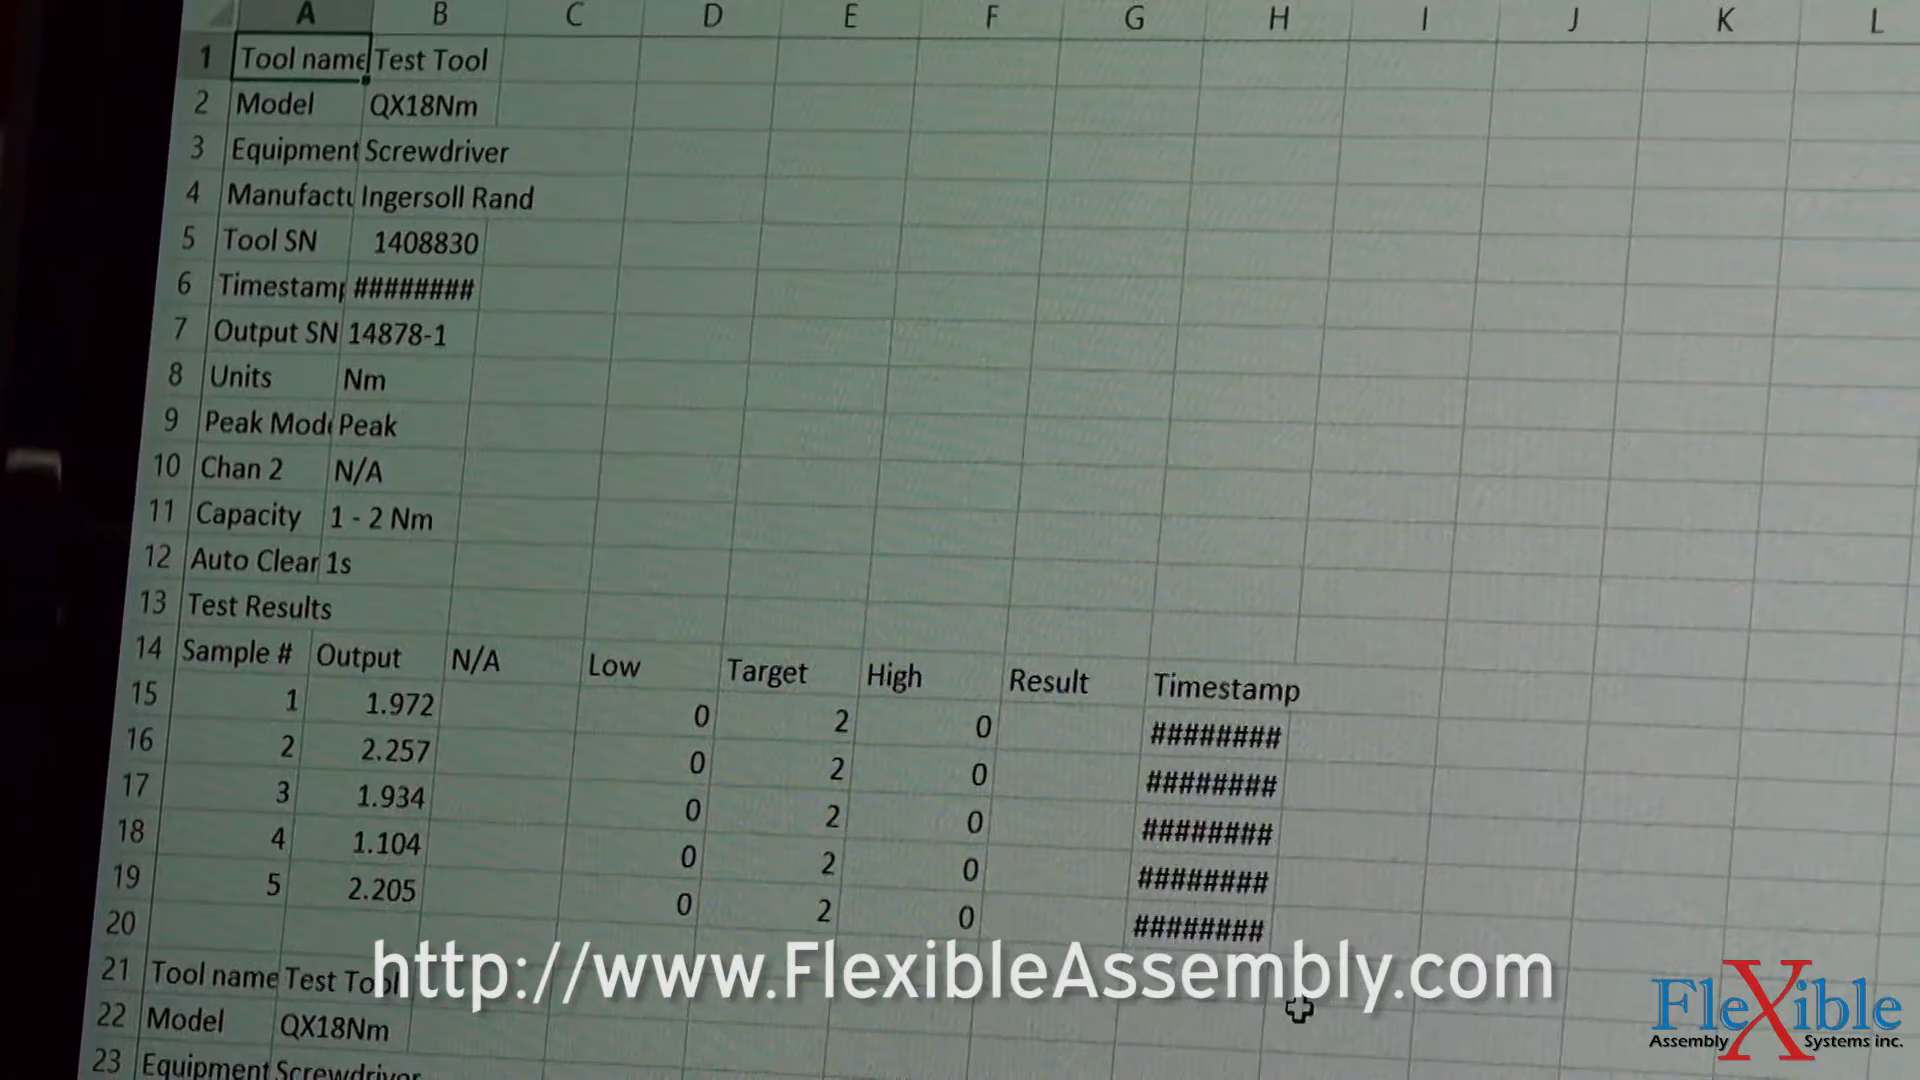 A B C D E F G H I J K L
1 Tool name Test Tool
2 Model QX18Nm
3 Equipment Screwdriver
4 Manufactu Ingersoll Rand
5 Tool SN 1408830
6 Timestamp ########
7 Output SN 14878-1
8 Units Nm
9 Peak Mode Peak
10 Chan 2 N/A
11 Capacity 1 - 2 Nm
12 Auto Clear 1s
13 Test Results
14 Sample # Output N/A Low Target High Result Timestamp
15 1 1.972 0 2 0 ########
16 2 2.257 0 2 0 ########
17 3 1.934 0 2 0 ########
18 4 1.104 0 2 0 ########
19 5 2.205 0 2 0 ########
20
21 Tool name Test Tool
http://www.FlexibleAssembly.com
22 Model QX18Nm
23 Equipment Screwdriver
FleXible
Assembly Systems inc.